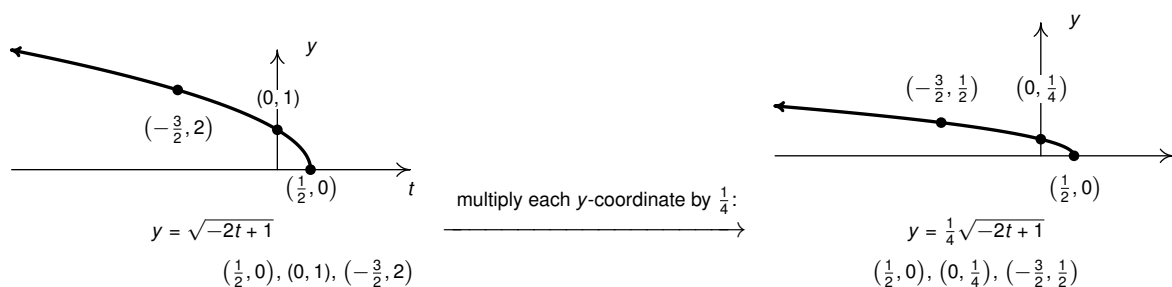 y
(0, 1)
(−3/2, 2)
(1/2, 0)
t
y = √(−2t + 1)
(1/2, 0), (0, 1), (−3/2, 2)
multiply each y-coordinate by 1/4:
y
(−3/2, 1/2)
(0, 1/4)
(1/2, 0)
y = 1/4 √(−2t + 1)
(1/2, 0), (0, 1/4), (−3/2, 1/2)